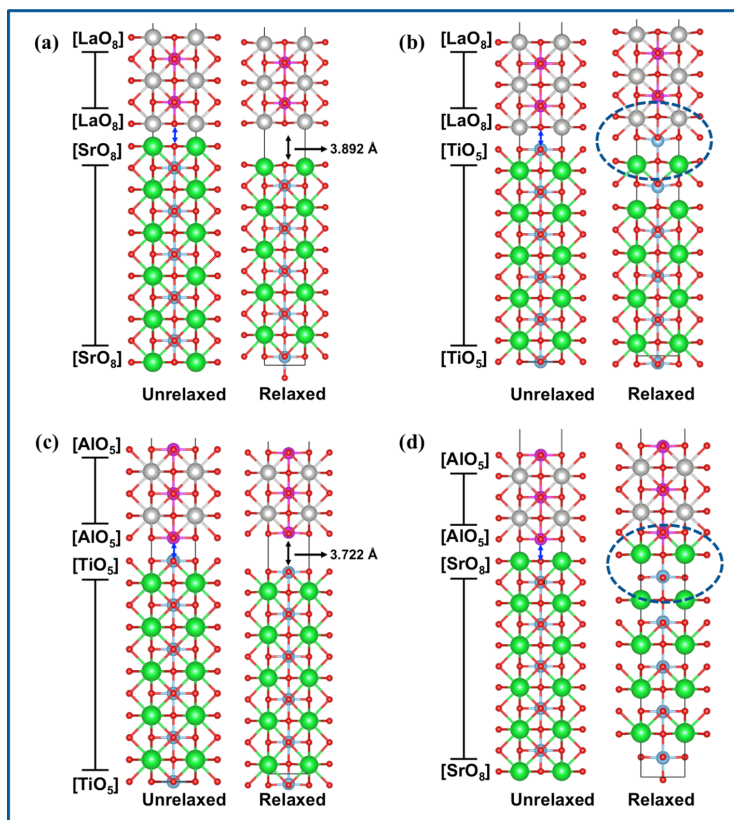 (a)
[LaO8]
[LaO8]
[SrO8]
3.892 Å
[SrO8]
Unrelaxed
Relaxed
(b)
[LaO8]
[LaO8]
[TiO5]
[TiO5]
Unrelaxed
Relaxed
(c)
[AlO5]
[AlO5]
[TiO5]
3.722 Å
[TiO5]
Unrelaxed
Relaxed
(d)
[AlO5]
[AlO5]
[SrO8]
[SrO8]
Unrelaxed
Relaxed